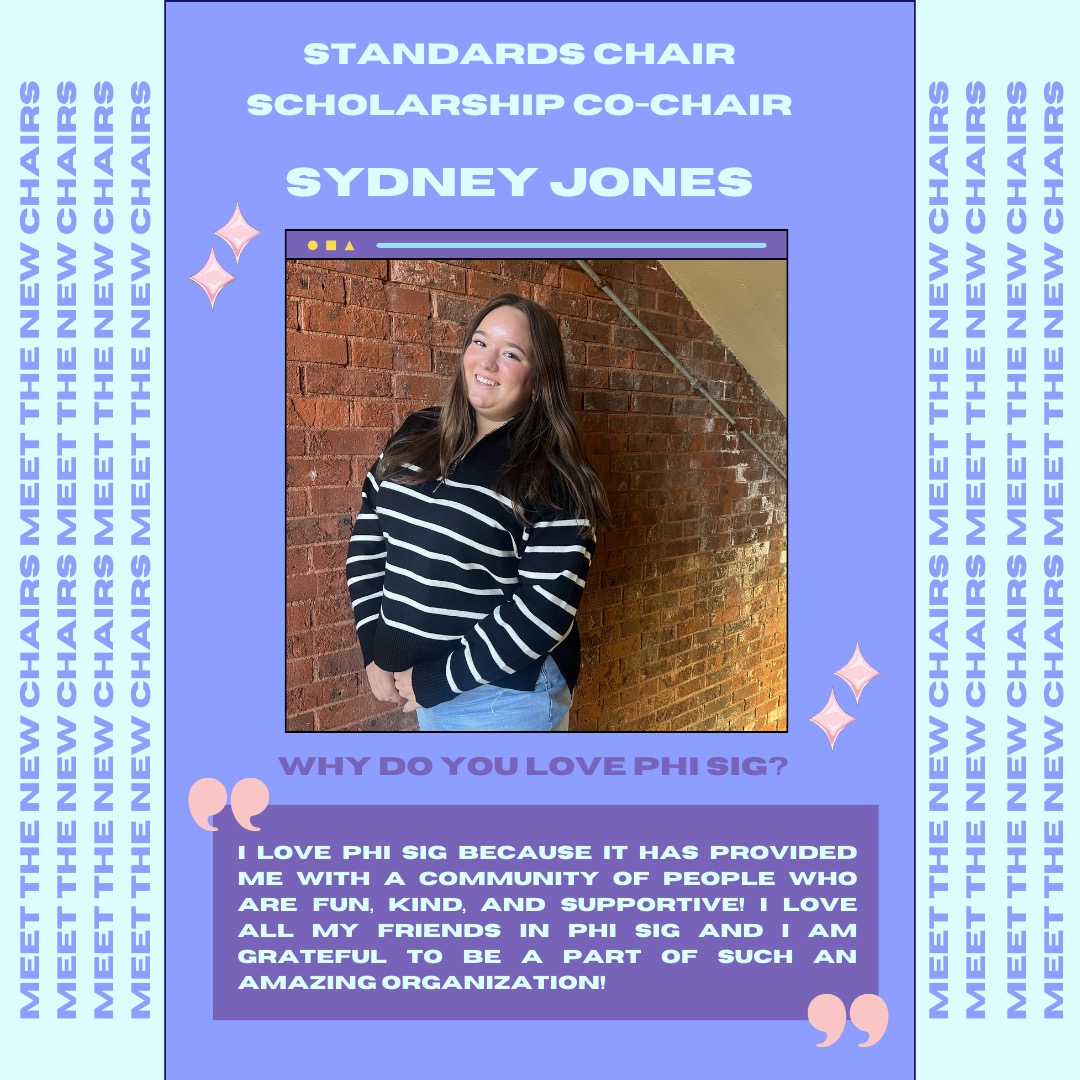 STANDARDS CHAIR
SCHOLARSHIP CO-CHAIR
SYDNEY JONES
WHY DO YOU LOVE PHI SIG?
I LOVE PHI SIG BECAUSE IT HAS PROVIDED
ME WITH A COMMUNITY OF PEOPLE WHO
ARE FUN, KIND, AND SUPPORTIVE! I LOVE
ALL MY FRIENDS IN PHI SIG AND I AM
GRATEFUL TO BE A PART OF SUCH AN
AMAZING ORGANIZATION!
MEET THE NEW CHAIRS MEET THE NEW CHAIRS
MEET THE NEW CHAIRS MEET THE NEW CHAIRS
MEET THE NEW CHAIRS MEET THE NEW CHAIRS
MEET THE NEW CHAIRS MEET THE NEW CHAIRS
MEET THE NEW CHAIRS MEET THE NEW CHAIRS
MEET THE NEW CHAIRS MEET THE NEW CHAIRS
MEET THE NEW CHAIRS MEET THE NEW CHAIRS
MEET THE NEW CHAIRS MEET THE NEW CHAIRS